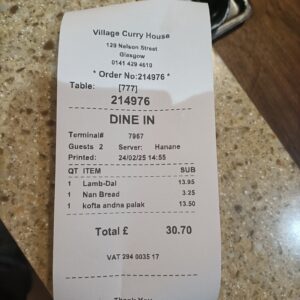 Village Curry House
129 Nelson Street
Glasgow
0141 429 4610
* Order No:214976 *
Table: [777]
214976
DINE IN
Terminal# 7967
Guests 2 Server: Hanane
Printed: 24/02/25 14:55
QT ITEM SUB
1 Lamb-Dal 13.95
1 Nan Bread 3.25
1 kofta andna palak 13.50
Total £ 30.70
VAT 294 0035 17
Thank You